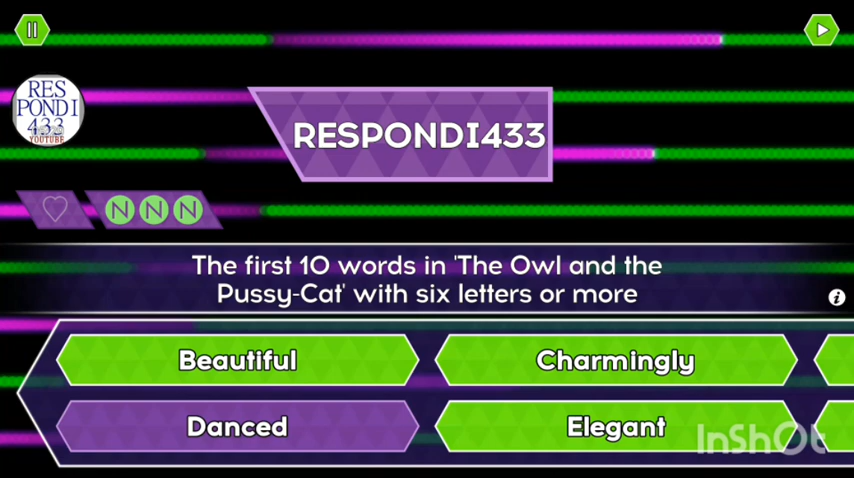 RES
PONDI
433
YOUTUBE
RESPONDI433
N N N
The first 10 words in 'The Owl and the
Pussy-Cat' with six letters or more
i
Beautiful
Charmingly
Danced
Elegant
InShOt